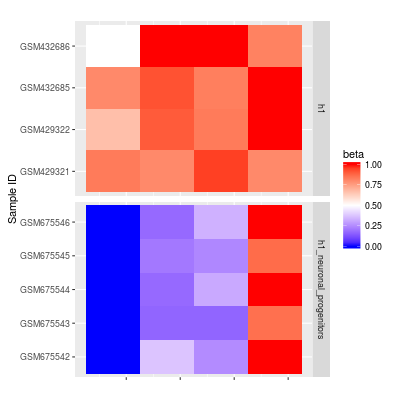 Sample ID
GSM432686
GSM432685
GSM429322
GSM429321
h1
GSM675546
GSM675545
GSM675544
GSM675543
GSM675542
h1_neuronal_progenitors
beta
1.00
0.75
0.50
0.25
0.00